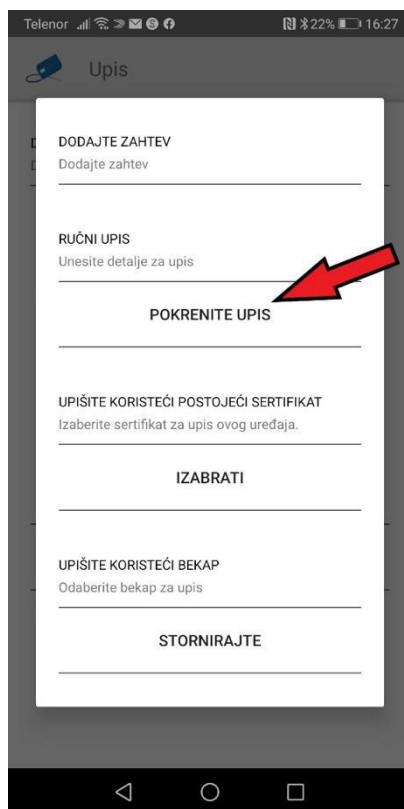 Telenor 22% 16:27
Upis
DODAJTE ZAHTEV
Dodajte zahtev
RUČNI UPIS
Unesite detalje za upis
POKRENITE UPIS
UPIŠITE KORISTEĆI POSTOJEĆI SERTIFIKAT
Izaberite sertifikat za upis ovog uređaja.
IZABRATI
UPIŠITE KORISTEĆI BEKAP
Odaberite bekap za upis
STORNIRAJTE